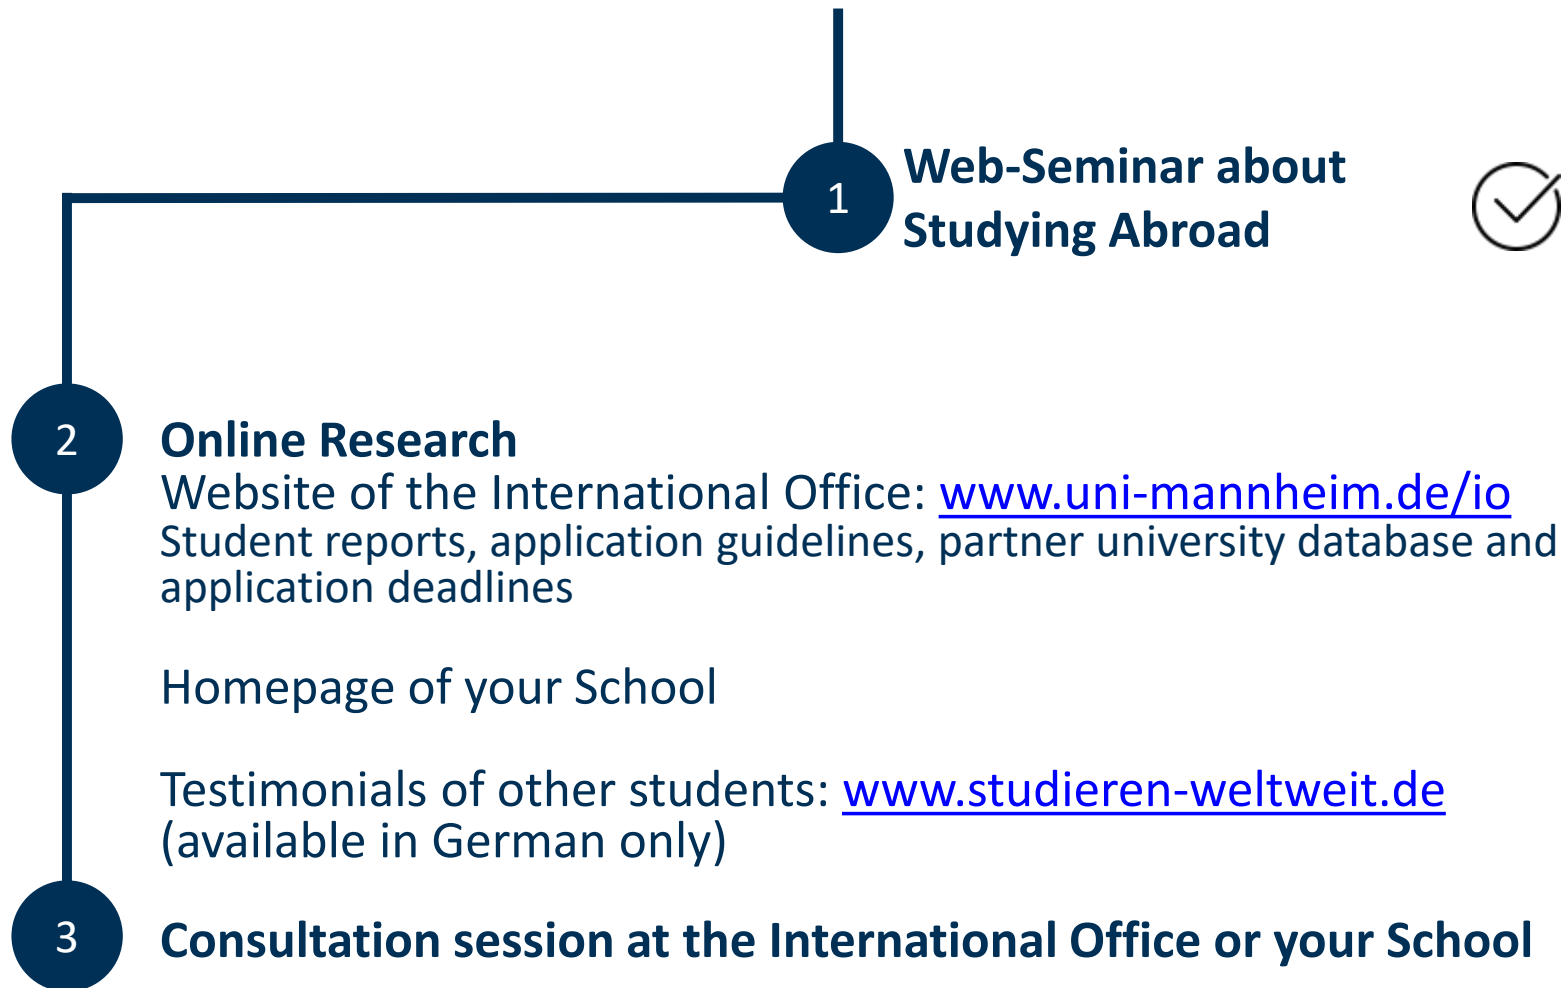 1
Web-Seminar about
Studying Abroad
2
Online Research
Website of the International Office: www.uni-mannheim.de/io
Student reports, application guidelines, partner university database and
application deadlines
Homepage of your School
Testimonials of other students: www.studieren-weltweit.de
(available in German only)
3
Consultation session at the International Office or your School